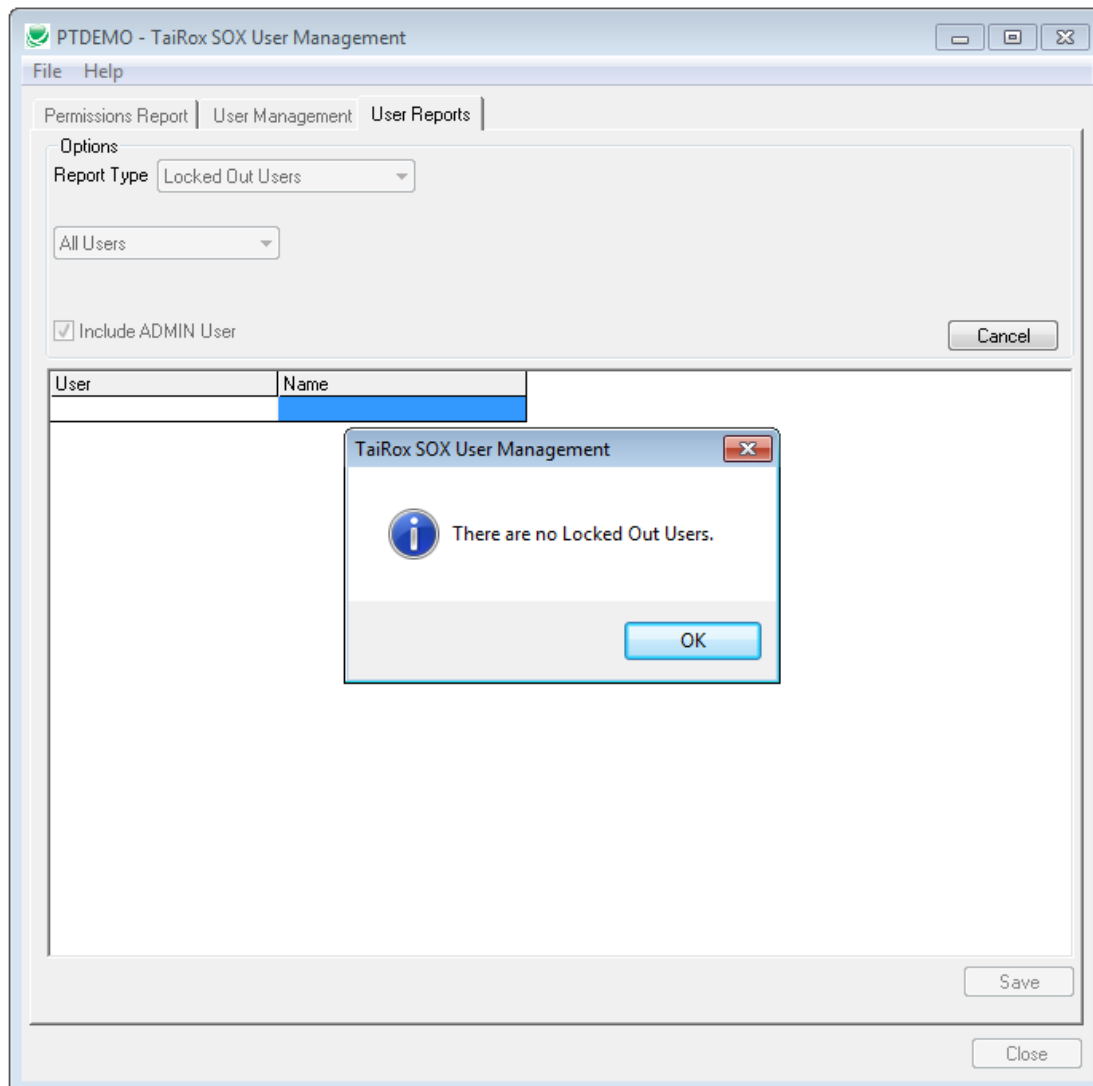 PTDEMO - TaiRox SOX User Management
File Help
Permissions Report User Management User Reports
Options
Report Type Locked Out Users
All Users
Include ADMIN User
Cancel
User Name
TaiRox SOX User Management
There are no Locked Out Users.
OK
Save
Close